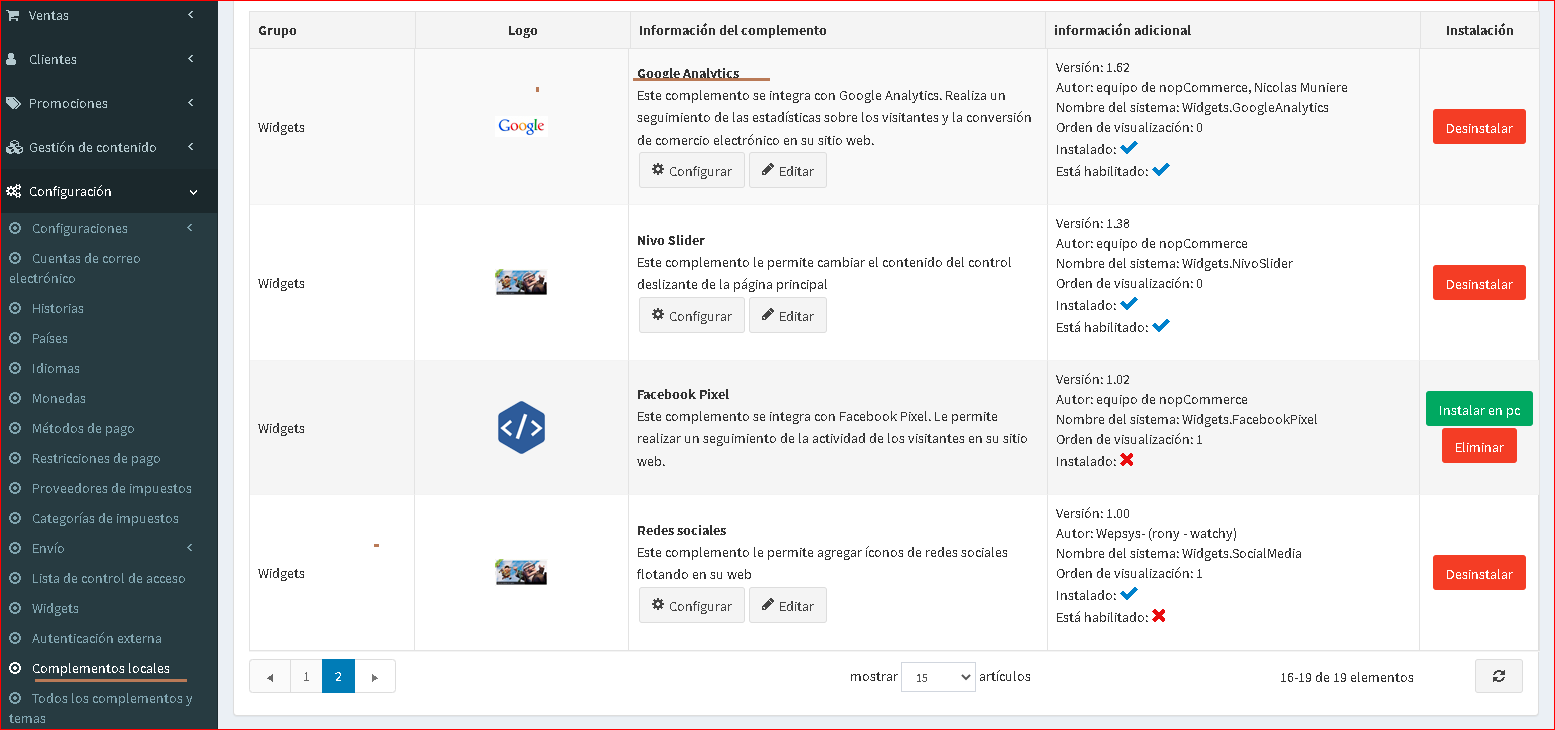 Ventas
Clientes
Promociones
Gestión de contenido
Configuración
Configuraciones
Cuentas de correo
electrónico
Historias
Países
Idiomas
Monedas
Métodos de pago
Restricciones de pago
Proveedores de impuestos
Categorías de impuestos
Envío
Lista de control de acceso
Widgets
Autenticación externa
Complementos locales
Todos los complementos y
temas
Grupo Logo Información del complemento información adicional Instalación
Widgets
Google
Google Analytics
Este complemento se integra con Google Analytics. Realiza un
seguimiento de las estadísticas sobre los visitantes y la conversión
de comercio electrónico en su sitio web.
Configurar Editar
Versión: 1.62
Autor: equipo de nopCommerce, Nicolas Muniere
Nombre del sistema: Widgets.GoogleAnalytics
Orden de visualización: 0
Instalado:
Está habilitado:
Desinstalar
Widgets
Nivo Slider
Este complemento le permite cambiar el contenido del control
deslizante de la página principal
Configurar Editar
Versión: 1.38
Autor: equipo de nopCommerce
Nombre del sistema: Widgets.NivoSlider
Orden de visualización: 0
Instalado:
Está habilitado:
Desinstalar
Widgets
</>
Facebook Pixel
Este complemento se integra con Facebook Pixel. Le permite
realizar un seguimiento de la actividad de los visitantes en su sitio
web.
Versión: 1.02
Autor: equipo de nopCommerce
Nombre del sistema: Widgets.FacebookPixel
Orden de visualización: 1
Instalado:
Instalar en pc
Eliminar
Widgets
Redes sociales
Este complemento le permite agregar íconos de redes sociales
flotando en su web
Configurar Editar
Versión: 1.00
Autor: Wepsys- (rony - watchy)
Nombre del sistema: Widgets.SocialMedia
Orden de visualización: 1
Instalado:
Está habilitado:
Desinstalar
1 2
mostrar 15 artículos
16-19 de 19 elementos